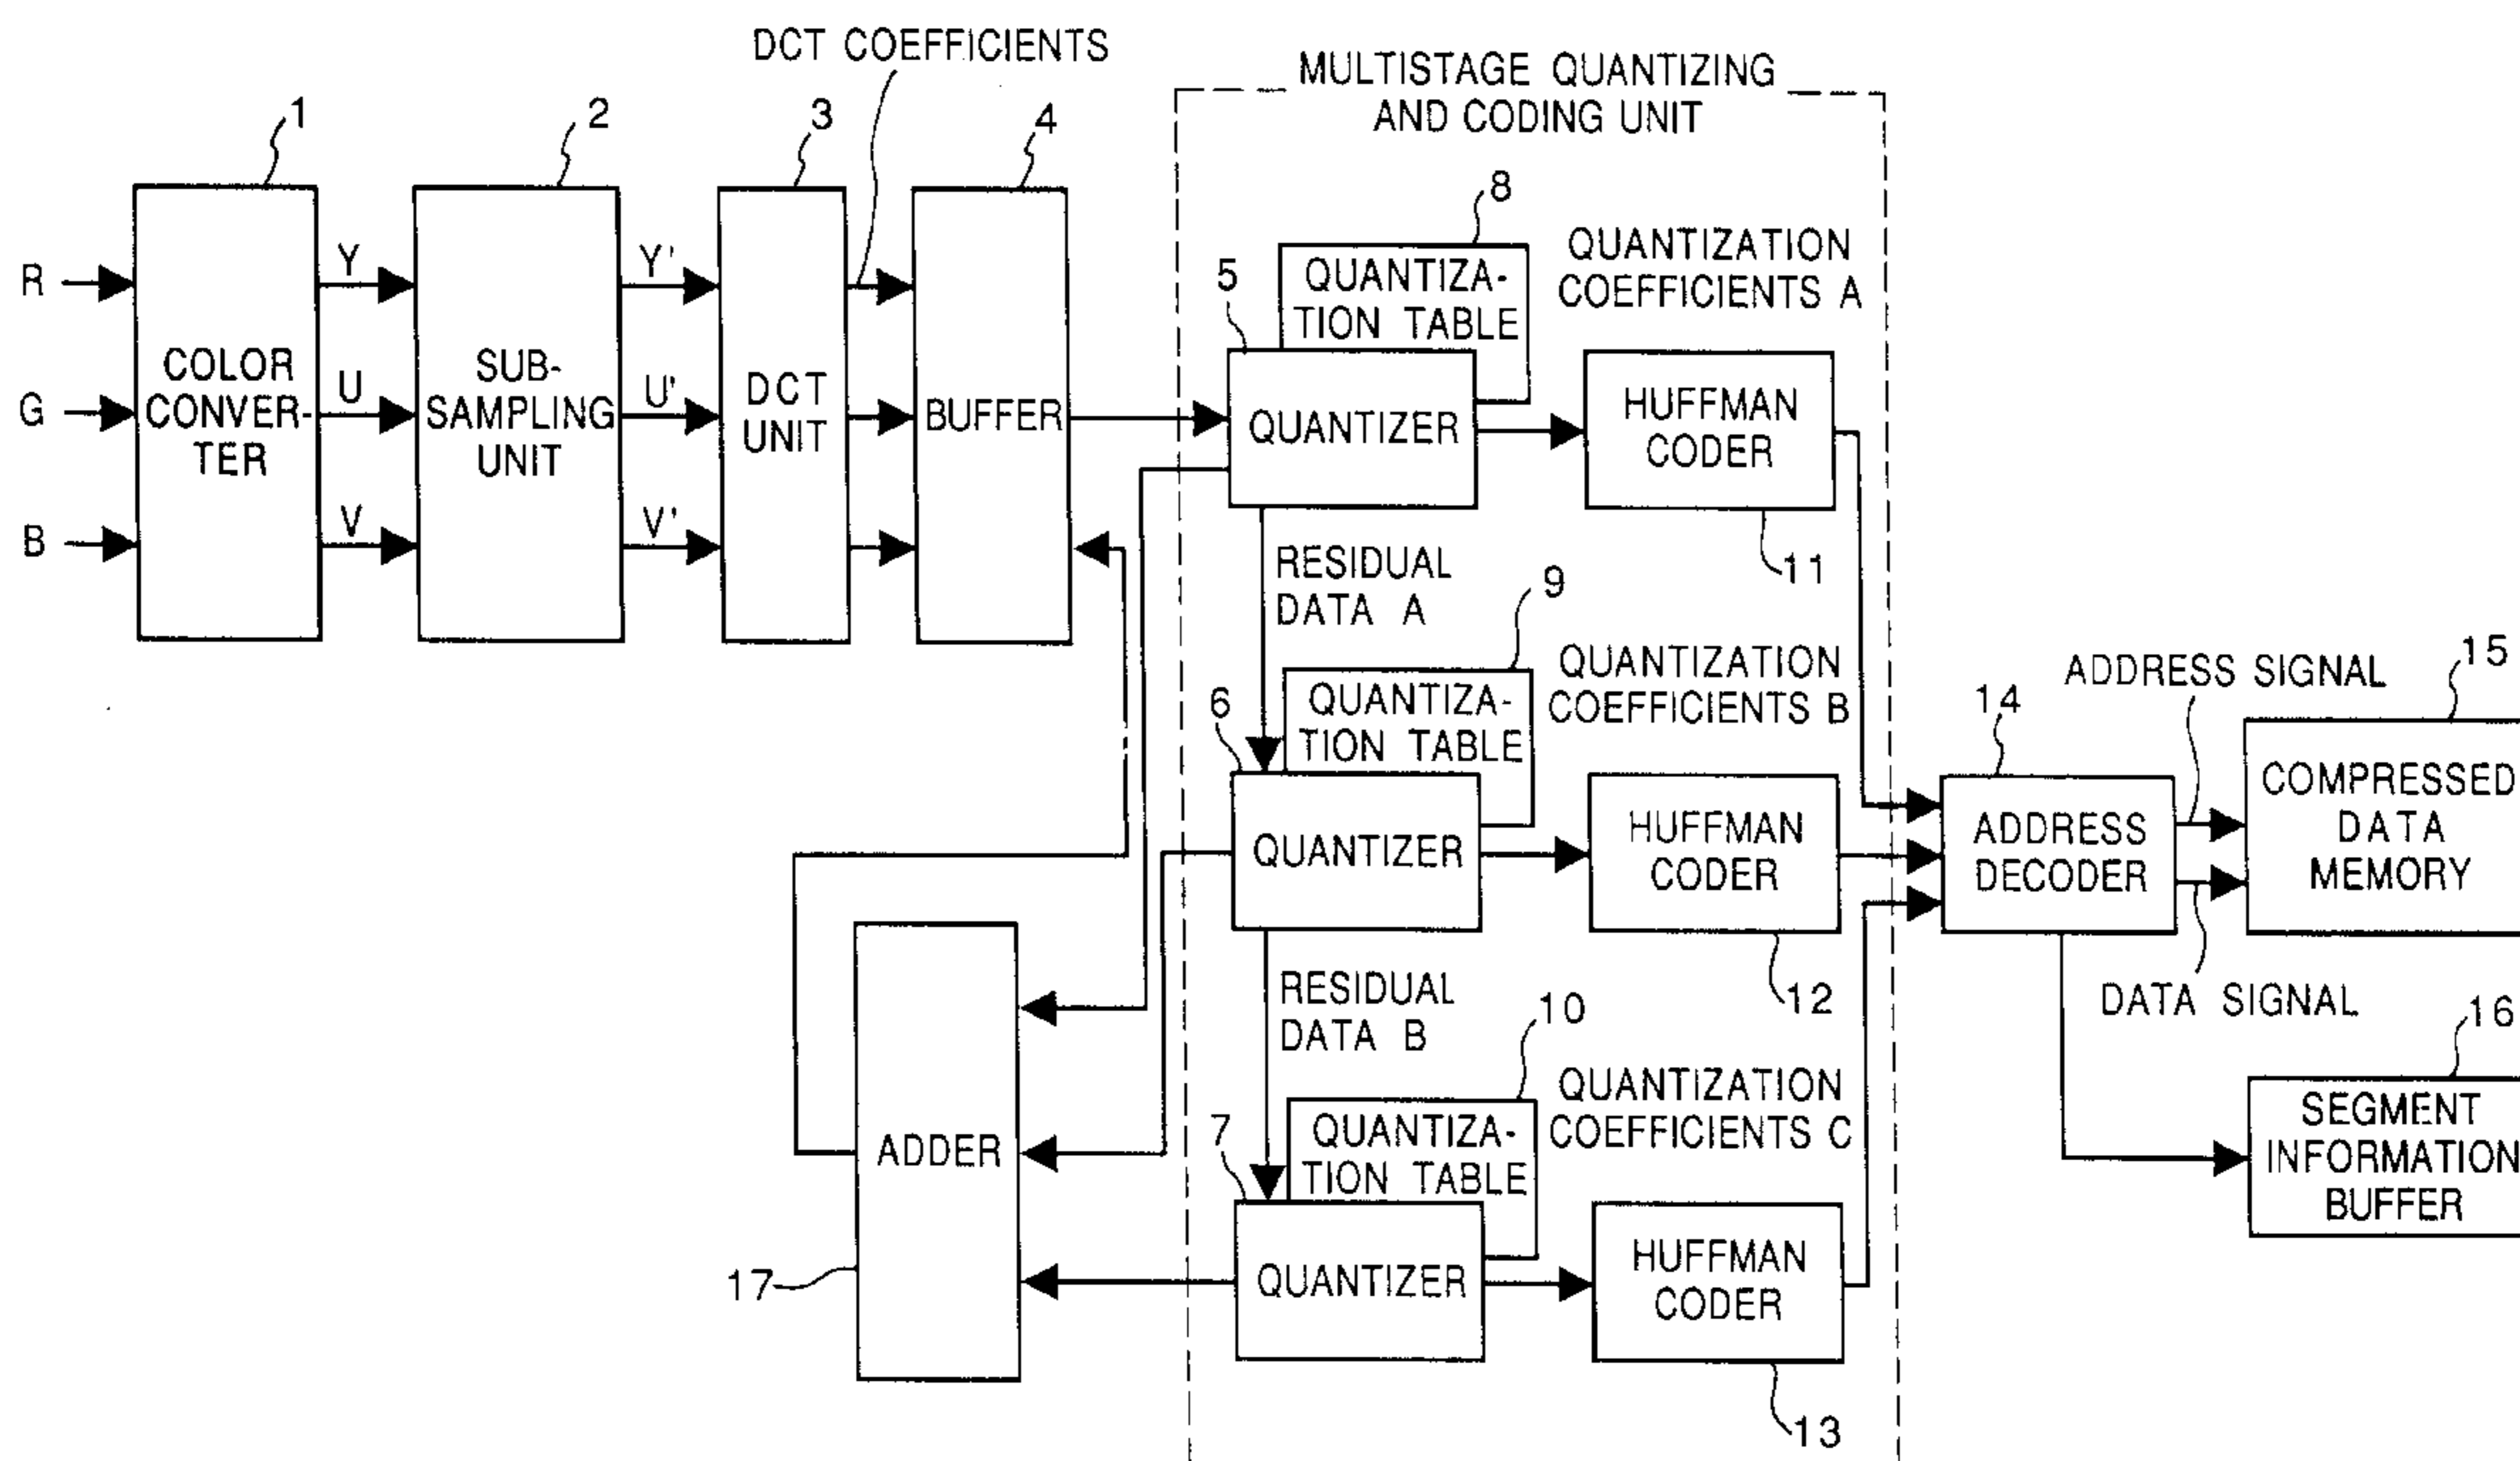 DCT COEFFICIENTS
MULTISTAGE QUANTIZING
AND CODING UNIT
1
2
3
4
R
G
B
COLOR
CONVER-
TER
Y
U
V
SUB-
SAMPLING
UNIT
Y'
U'
V'
DCT
UNIT
BUFFER
5
8
QUANTIZA-
TION TABLE
QUANTIZATION
COEFFICIENTS A
QUANTIZER
HUFFMAN
CODER
11
RESIDUAL
DATA A
6
9
QUANTIZA-
TION TABLE
QUANTIZATION
COEFFICIENTS B
QUANTIZER
HUFFMAN
CODER
12
RESIDUAL
DATA B
7
10
QUANTIZA-
TION TABLE
QUANTIZATION
COEFFICIENTS C
QUANTIZER
HUFFMAN
CODER
13
ADDER
17
14
ADDRESS
DECODER
ADDRESS SIGNAL
DATA SIGNAL
15
COMPRESSED
DATA
MEMORY
16
SEGMENT
INFORMATION
BUFFER